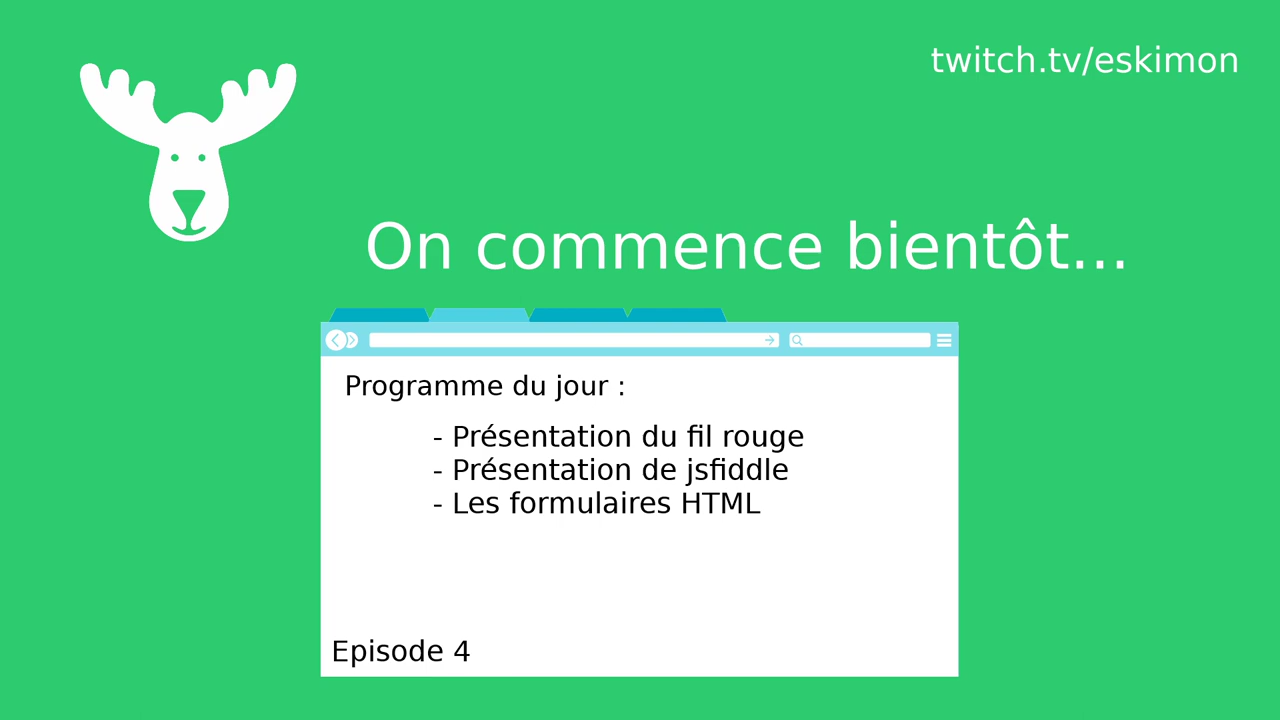 twitch.tv/eskimon
On commence bientôt...
Programme du jour :
- Présentation du fil rouge
- Présentation de jsfiddle
- Les formulaires HTML
Episode 4